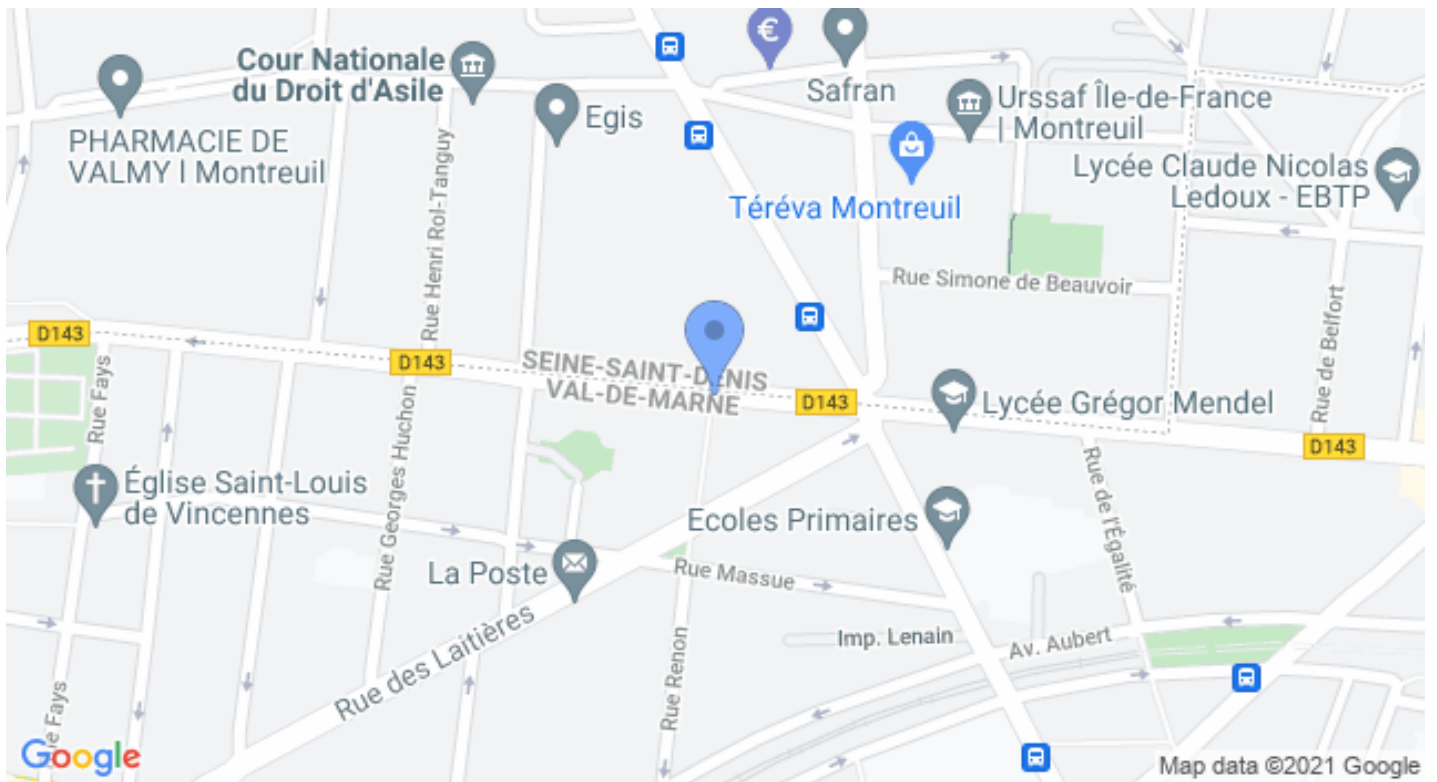 Cour Nationale
du Droit d'Asile
€
Safran
Egis
Urssaf Île-de-France
| Montreuil
PHARMACIE DE
VALMY l Montreuil
Lycée Claude Nicolas
Ledoux - EBTP
Téréva Montreuil
Rue Henri Rol-Tanguy
Rue Simone de Beauvoir
Rue de Belfort
D143
D143
SEINE-SAINT-DENIS
VAL-DE-MARNE
D143
Lycée Grégor Mendel
D143
Rue Fays
Rue Georges Huchon
Église Saint-Louis
de Vincennes
Ecoles Primaires
Rue de l'Égalité
La Poste
Rue Massue
Rue des Laitières
Rue Renon
Imp. Lenain
Av. Aubert
Fays
Google
Map data ©2021 Google